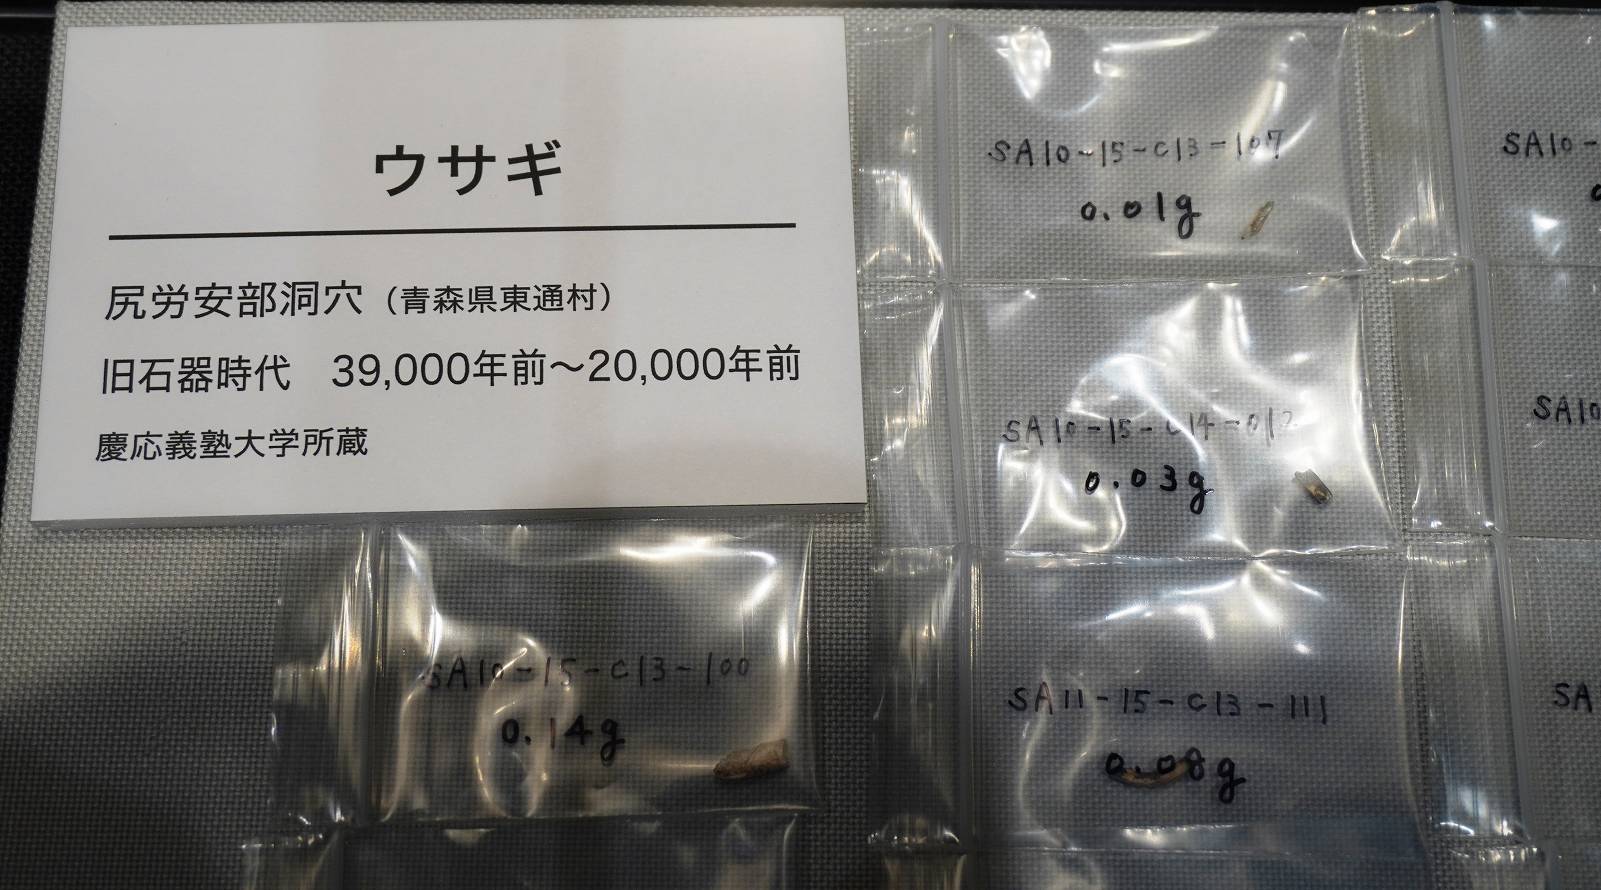 ウサギ
尻労安部洞穴（青森県東通村）
旧石器時代　39,000年前～20,000年前
慶応義塾大学所蔵
SA10-15-C13-107
0.01g
SA10-
SA10-15-C14-012
0.03g
SA10
SA10-15-C13-100
0.14g
SA11-15-C13-111
0.08g
SA